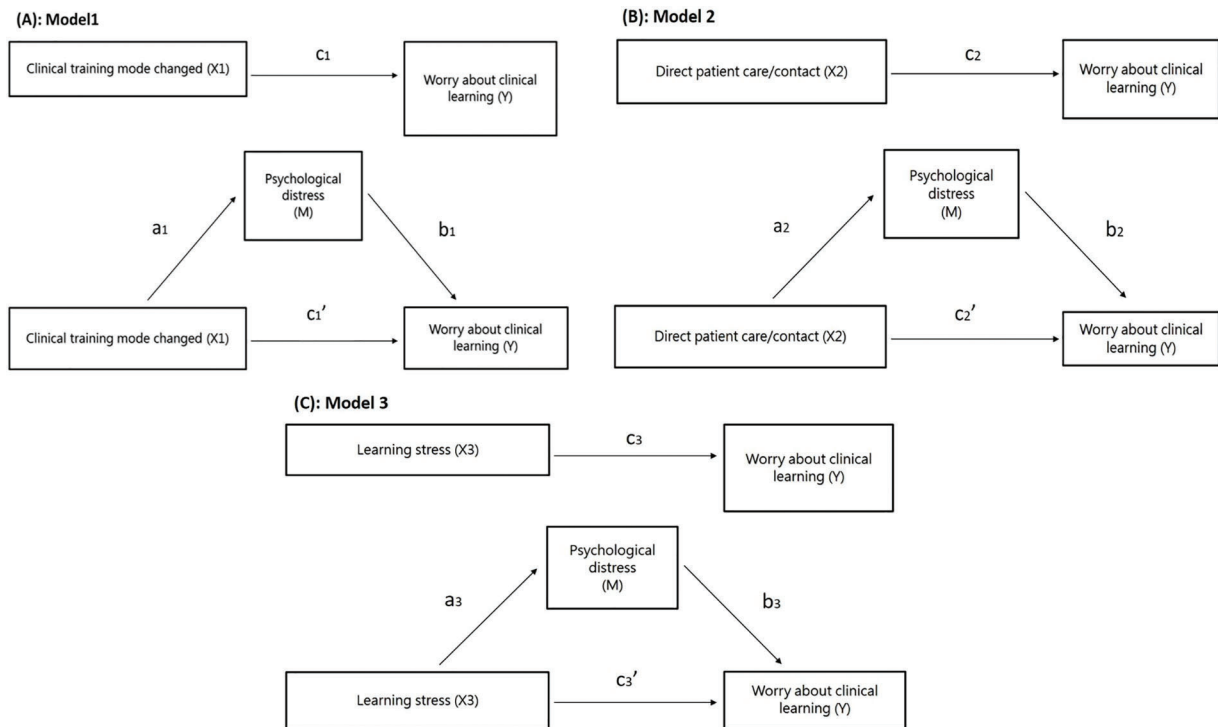 (A): Model1
Clinical training mode changed (X1)
c1
Worry about clinical
learning (Y)
Psychological
distress
(M)
a1
b1
Clinical training mode changed (X1)
c1′
Worry about clinical
learning (Y)
(B): Model 2
Direct patient care/contact (X2)
c2
Worry about clinical
learning (Y)
Psychological
distress
(M)
a2
b2
Direct patient care/contact (X2)
c2′
Worry about clinical
learning (Y)
(C): Model 3
Learning stress (X3)
c3
Worry about clinical
learning (Y)
Psychological
distress
(M)
a3
b3
Learning stress (X3)
c3′
Worry about clinical
learning (Y)